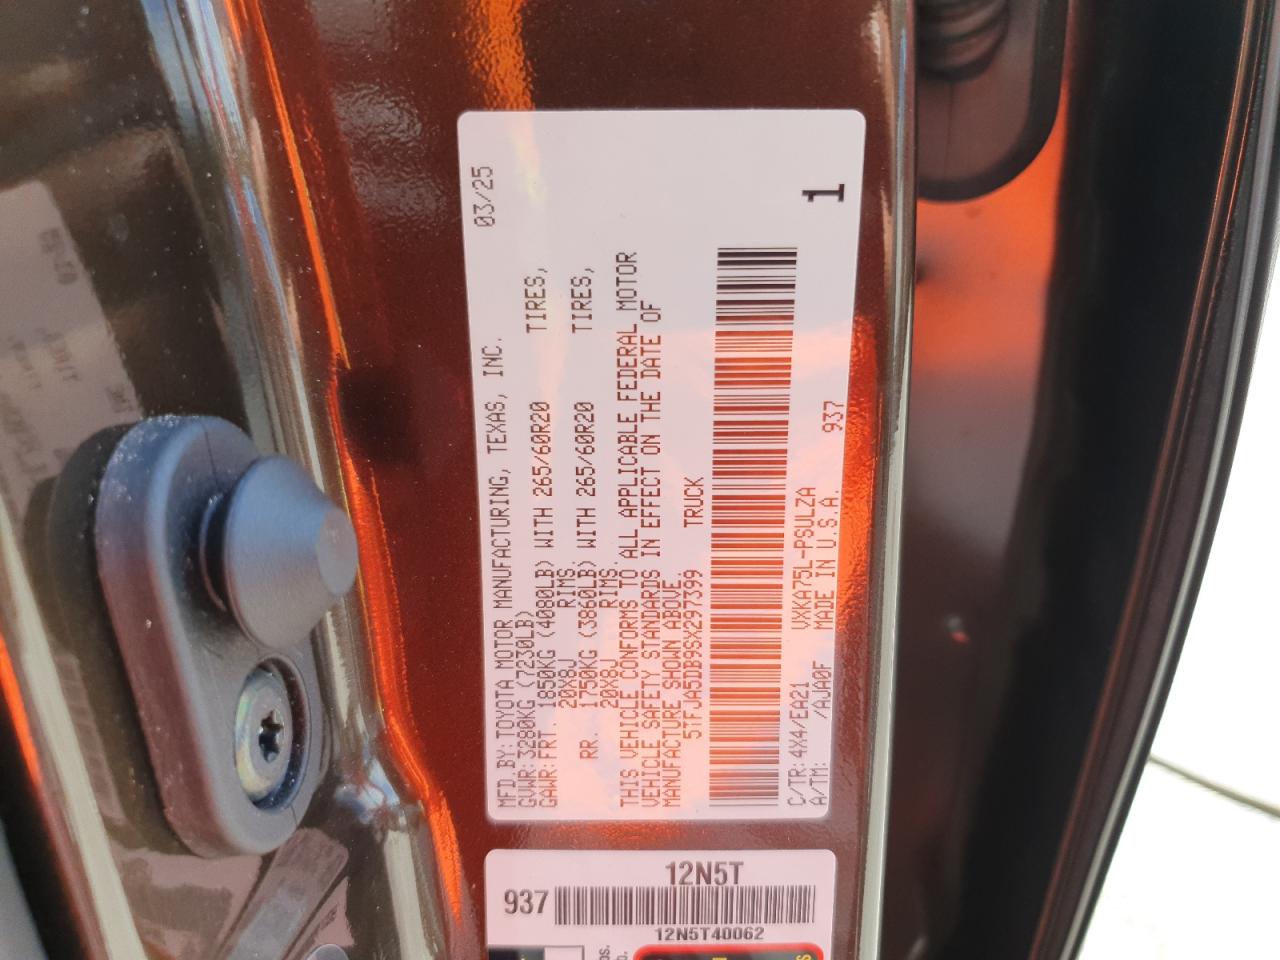 MFD.BY: TOYOTA MOTOR MANUFACTURING, TEXAS, INC. 03/25
GVWR: 3280KG (7230LB)
GAWR: FRT. 1850KG (4080LB) WITH 265/60R20 TIRES,
20X8J RIMS,
RR. 1750KG (3860LB) WITH 265/60R20 TIRES,
20X8J RIMS.
THIS VEHICLE CONFORMS TO ALL APPLICABLE FEDERAL MOTOR
VEHICLE SAFETY STANDARDS IN EFFECT ON THE DATE OF
MANUFACTURE SHOWN ABOVE.
5TFJA5DB9SX297399 TRUCK
C/TR: 4X4/EA21 VXKA75L-PSULZA
A/TM: /AJA0F MADE IN U.S.A. 937
1
12N5T
937
12N5T40062